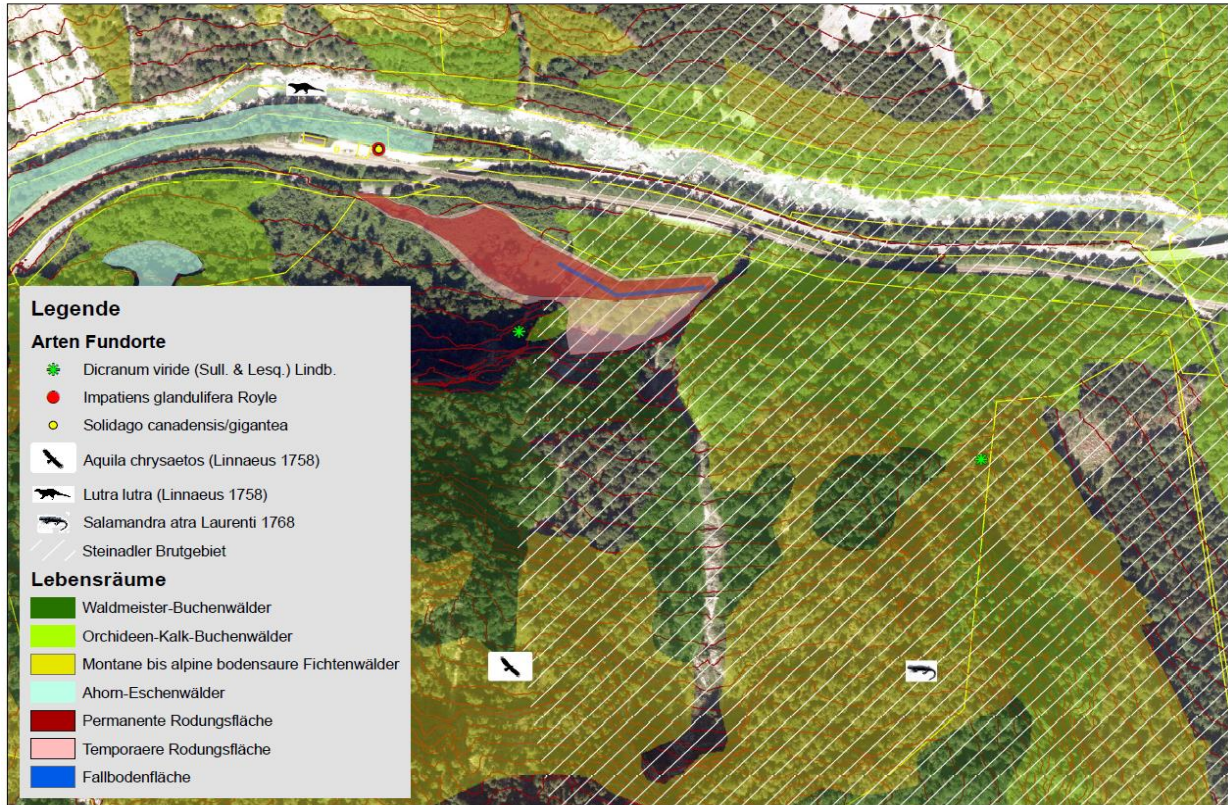 Legende
Arten Fundorte
Dicranum viride (Sull. & Lesq.) Lindb.
Impatiens glandulifera Royle
Solidago canadensis/gigantea
Aquila chrysaetos (Linnaeus 1758)
Lutra lutra (Linnaeus 1758)
Salamandra atra Laurenti 1768
Steinadler Brutgebiet
Lebensräume
Waldmeister-Buchenwälder
Orchideen-Kalk-Buchenwälder
Montane bis alpine bodensaure Fichtenwälder
Ahorn-Eschenwälder
Permanente Rodungsfläche
Temporaere Rodungsfläche
Fallbodenfläche